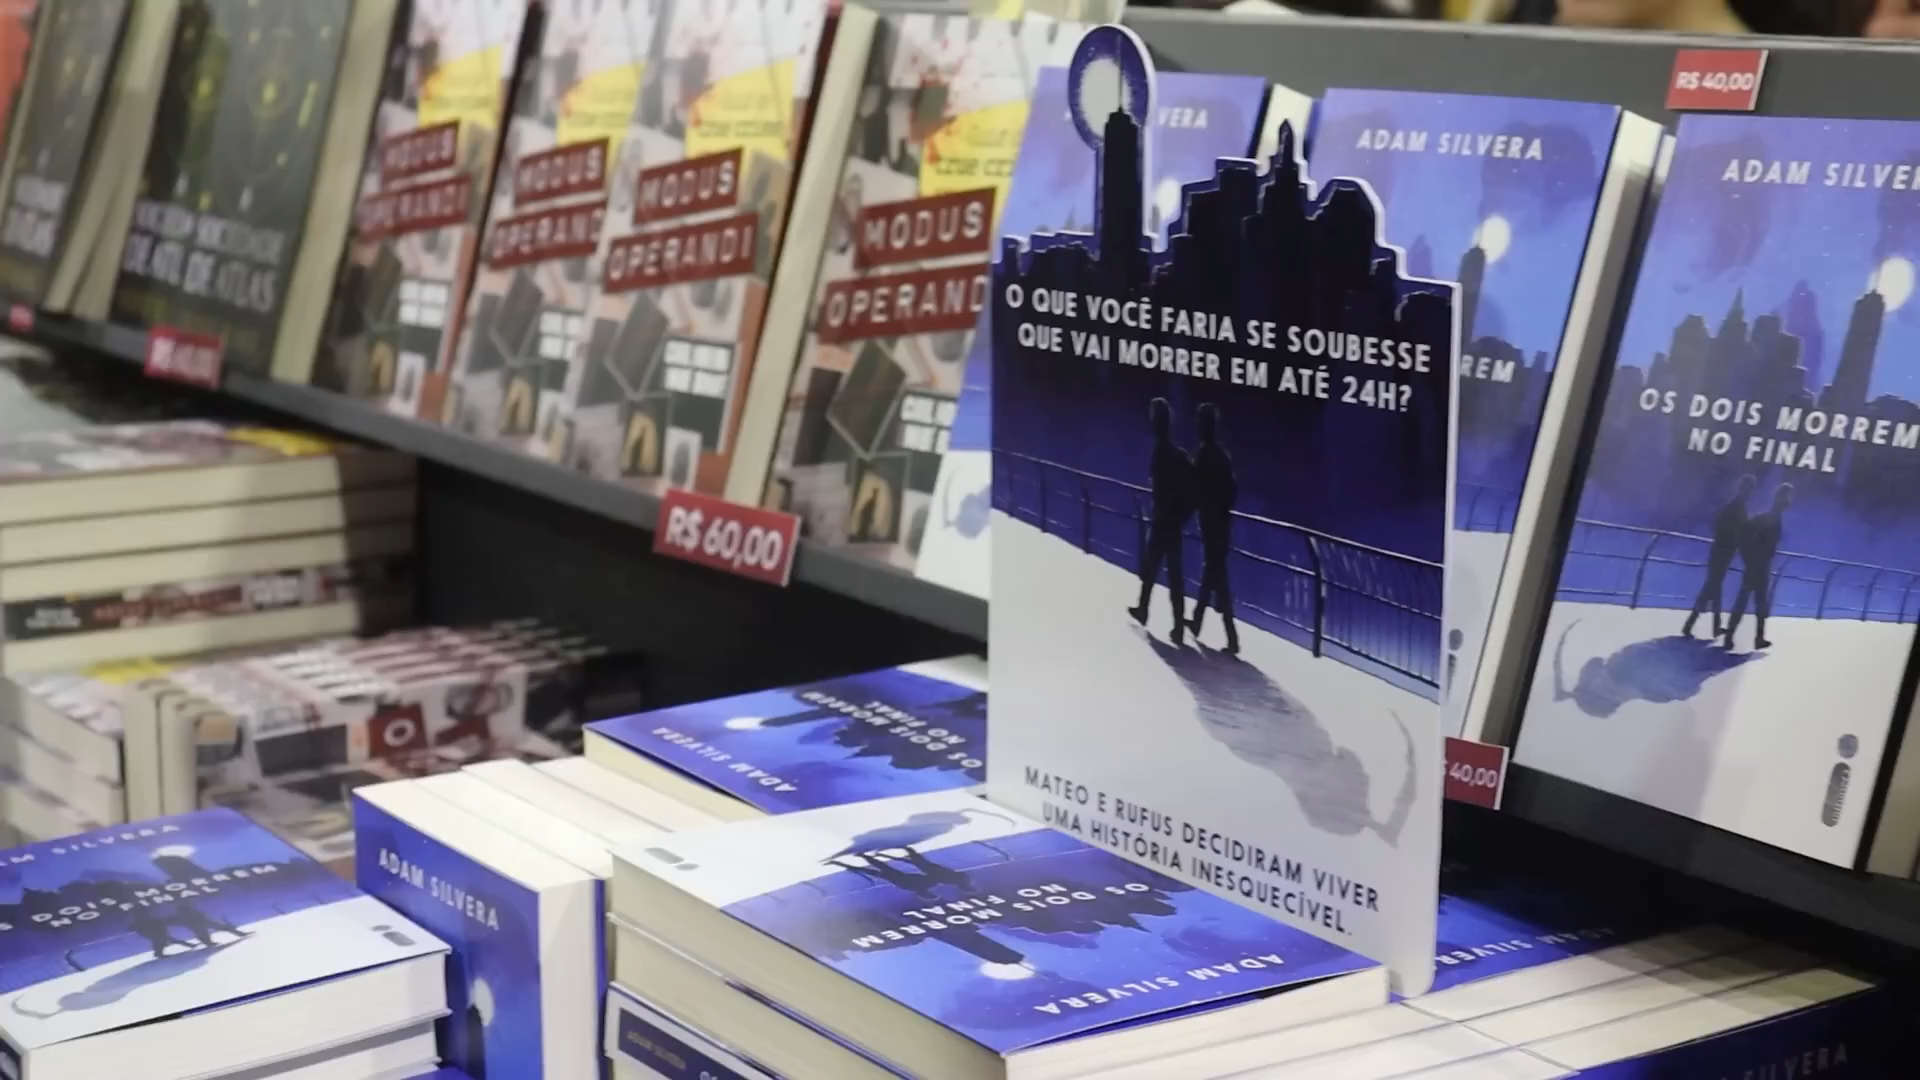 R$ 40,00
ADAM SILVERA
MODUS
OPERANDI
MODUS
OPERANDI
MODUS
OPERANDI
MODUS
OPERANDI
R$ 60,00
O QUE VOCÊ FARIA SE SOUBESSE
QUE VAI MORRER EM ATÉ 24H?
OS DOIS MORREM
NO FINAL
MATEO E RUFUS DECIDIRAM VIVER
UMA HISTÓRIA INESQUECÍVEL.
40,00
ADAM SILVERA
OS DOIS
MORREM
NO FINAL
ADAM SILVERA
ADAM SILVERA
OS DOIS MORREM
NO FINAL
ADAM SILVERA
DOIS MORREM
NO FINAL
ADAM SILVERA
SILVERA